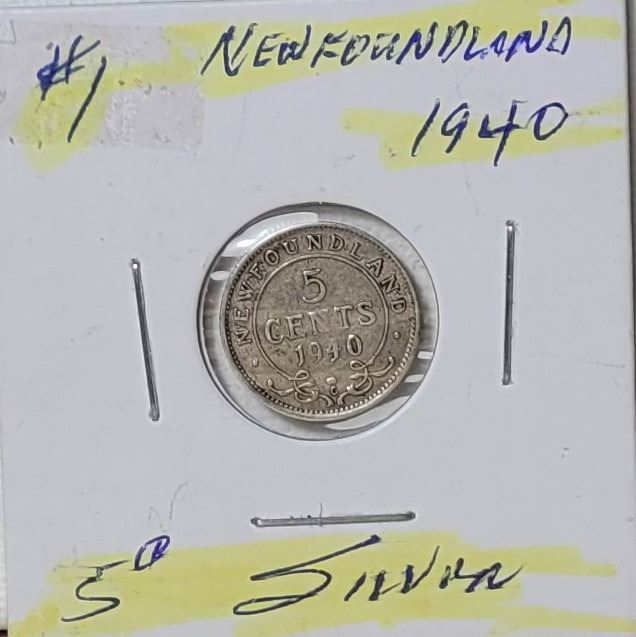 #1 NEWFOUNDLAND
1940
NEWFOUNDLAND
5
CENTS
1940
C
5¢ Silver